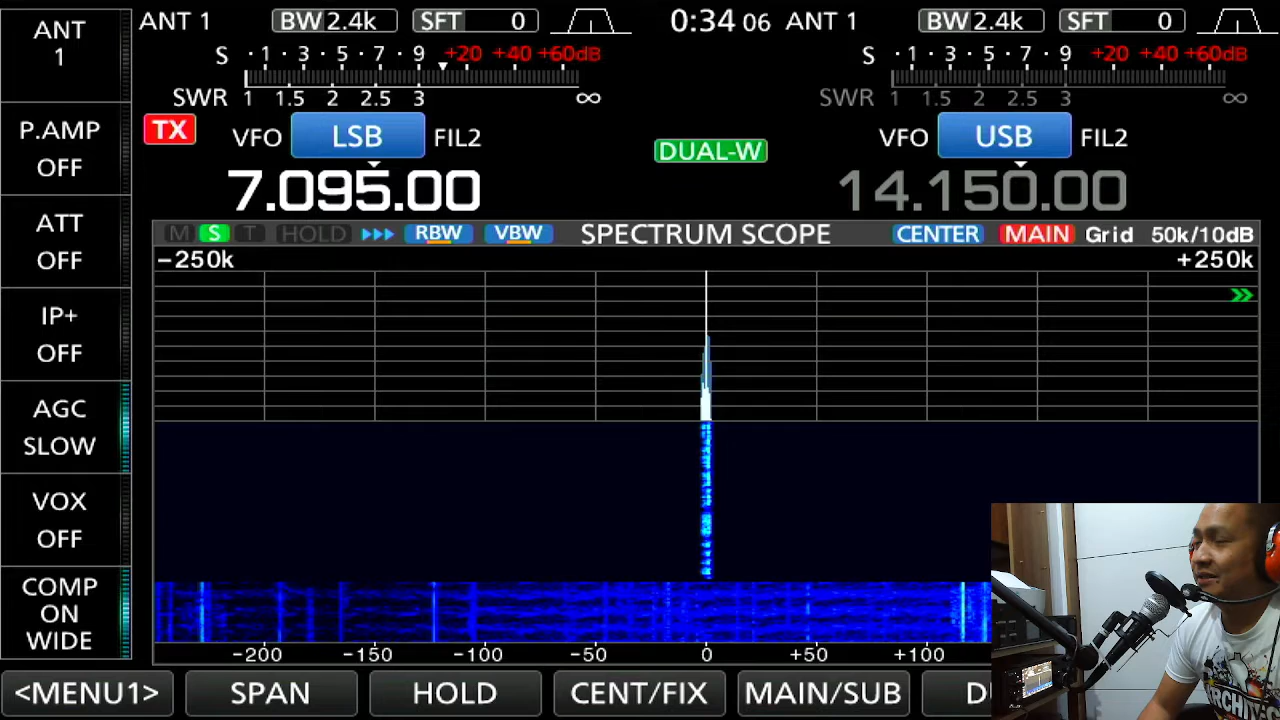 ANT
1
P.AMP
OFF
ATT
OFF
IP+
OFF
AGC
SLOW
VOX
OFF
COMP
ON
WIDE
ANT 1 BW 2.4k SFT 0 0:34 06 ANT 1 BW 2.4k SFT 0
S 1 3 5 7 9 +20 +40 +60dB S 1 3 5 7 9 +20 +40 +60dB
SWR 1 1.5 2 2.5 3 ∞ SWR 1 1.5 2 2.5 3 ∞
TX VFO LSB FIL2 DUAL-W VFO USB FIL2
7.095.00 14.150.00
M S T HOLD RBW VBW SPECTRUM SCOPE CENTER MAIN Grid 50k/10dB
-250k +250k
-200 -150 -100 -50 0 +50 +100
<MENU1> SPAN HOLD CENT/FIX MAIN/SUB